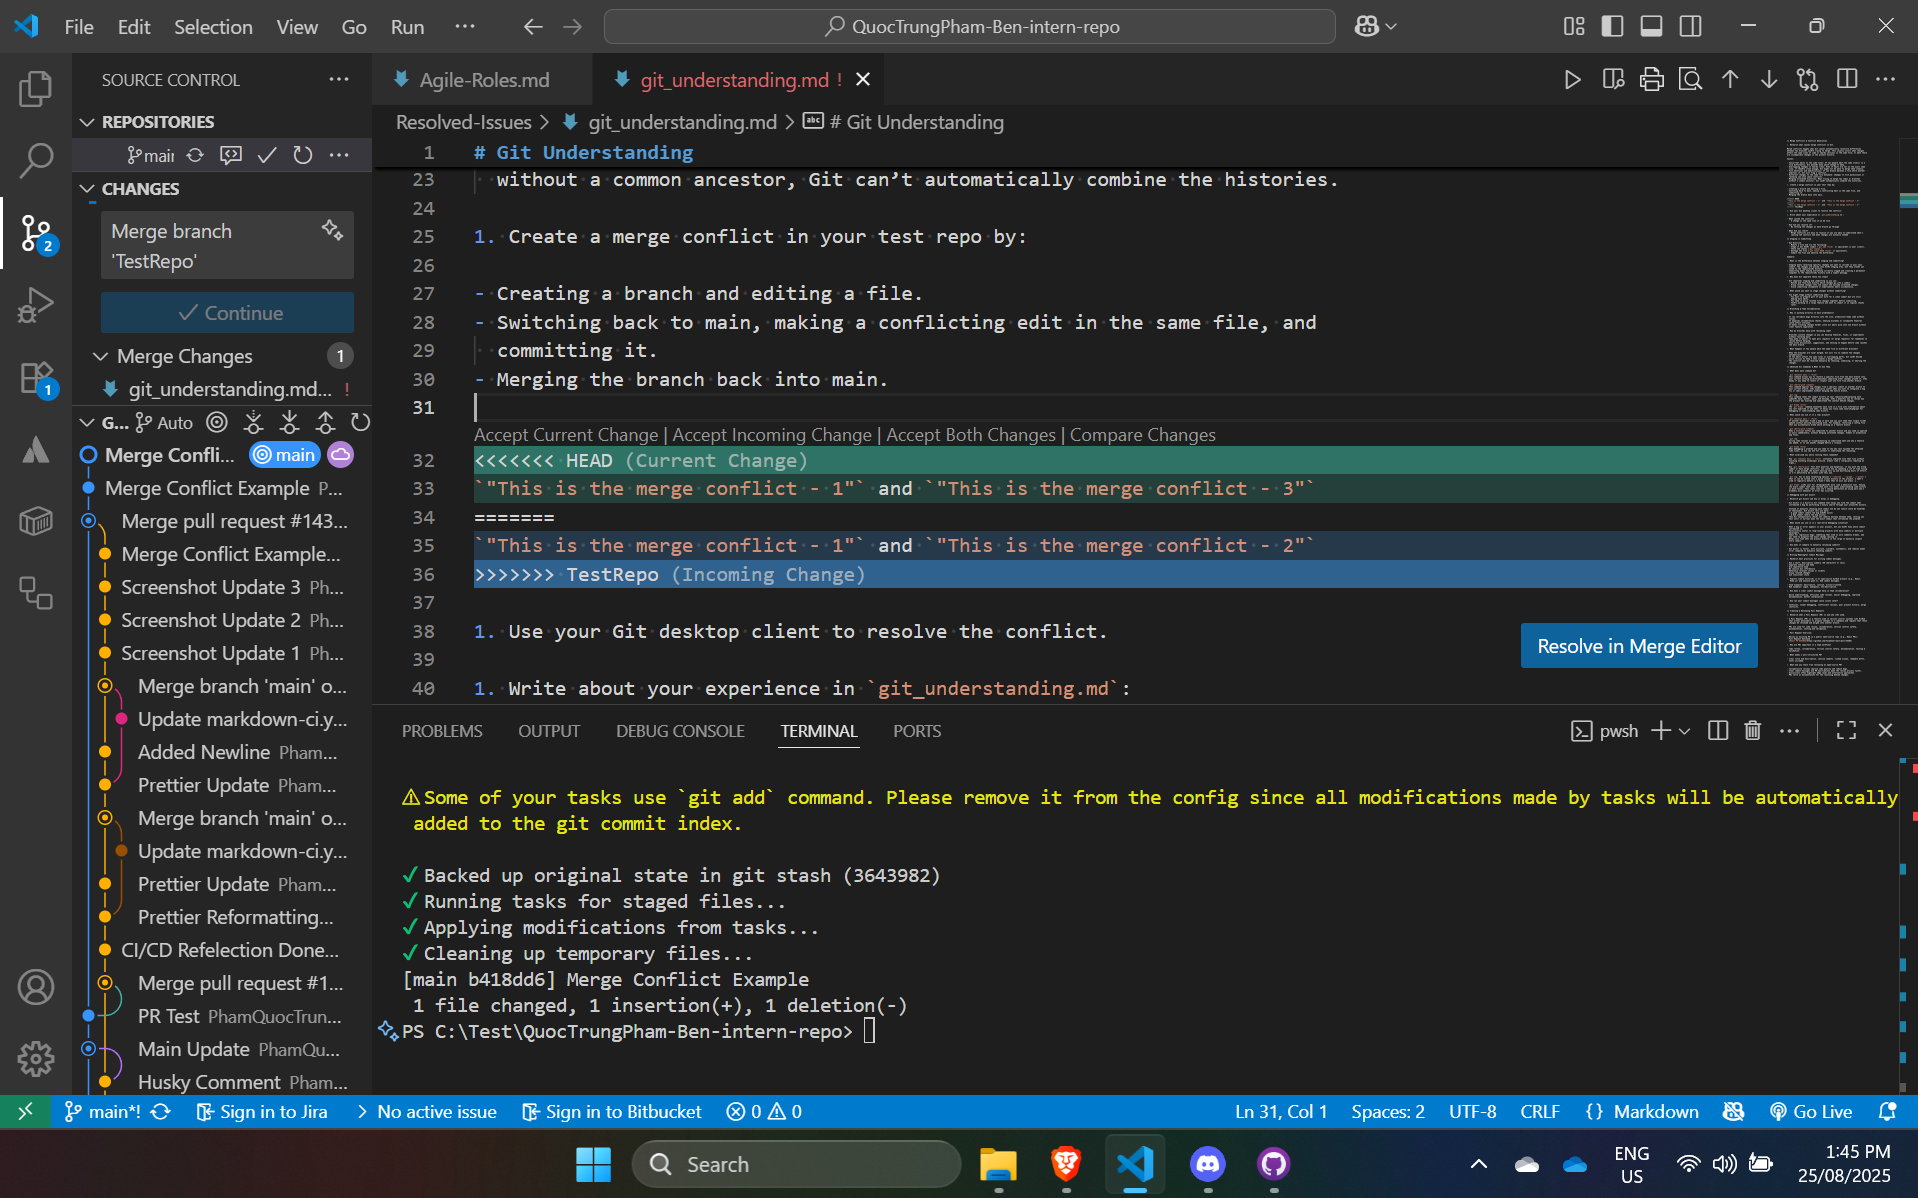 File Edit Selection View Go Run ···
QuocTrungPham-Ben-intern-repo
SOURCE CONTROL
REPOSITORIES
main
CHANGES
Merge branch
'TestRepo'
Continue
Merge Changes 1
git_understanding.md... !
G... Auto
Merge Confli... main
Merge Conflict Example P...
Merge pull request #143...
Merge Conflict Example...
Screenshot Update 3 Ph...
Screenshot Update 2 Ph...
Screenshot Update 1 Ph...
Merge branch 'main' o...
Update markdown-ci.y...
Added Newline Pham...
Prettier Update Pham...
Merge branch 'main' o...
Update markdown-ci.y...
Prettier Update Pham...
Prettier Reformatting...
CI/CD Refelection Done...
Merge pull request #1...
PR Test PhamQuocTrun...
Main Update PhamQu...
Husky Comment Pham...
2
1
Agile-Roles.md
git_understanding.md !
Resolved-Issues > git_understanding.md > # Git Understanding
1 # Git Understanding
23 without a common ancestor, Git can’t automatically combine the histories.
24
25 1. Create a merge conflict in your test repo by:
26
27 - Creating a branch and editing a file.
28 - Switching back to main, making a conflicting edit in the same file, and
29 committing it.
30 - Merging the branch back into main.
31
Accept Current Change | Accept Incoming Change | Accept Both Changes | Compare Changes
32 <<<<<<< HEAD (Current Change)
33 `"This is the merge conflict - 1"` and `"This is the merge conflict - 3"`
34 =======
35 `"This is the merge conflict - 1"` and `"This is the merge conflict - 2"`
36 >>>>>>> TestRepo (Incoming Change)
37
38 1. Use your Git desktop client to resolve the conflict.
39
40 1. Write about your experience in `git_understanding.md`:
Resolve in Merge Editor
PROBLEMS OUTPUT DEBUG CONSOLE TERMINAL PORTS
pwsh
⚠ Some of your tasks use `git add` command. Please remove it from the config since all modifications made by tasks will be automatically
added to the git commit index.
✓ Backed up original state in git stash (3643982)
✓ Running tasks for staged files...
✓ Applying modifications from tasks...
✓ Cleaning up temporary files...
[main b418dd6] Merge Conflict Example
1 file changed, 1 insertion(+), 1 deletion(-)
PS C:\Test\QuocTrungPham-Ben-intern-repo>
main*! Sign in to Jira > No active issue Sign in to Bitbucket 0 0
Ln 31, Col 1 Spaces: 2 UTF-8 CRLF {} Markdown Go Live
Search
ENG
US
1:45 PM
25/08/2025